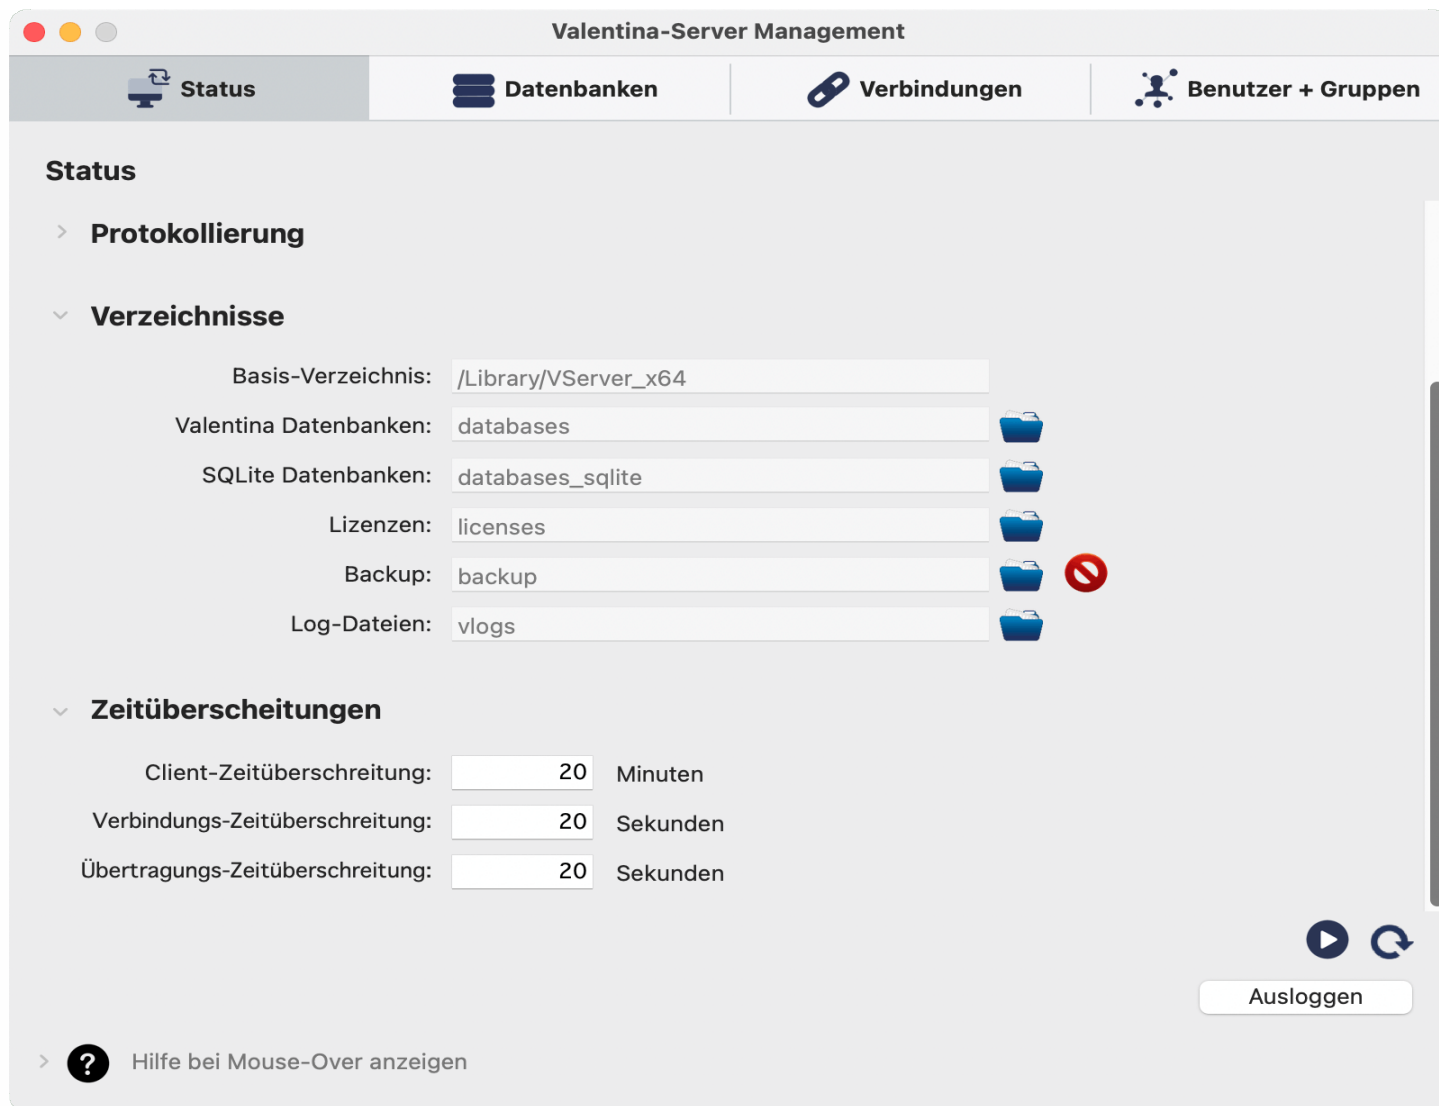 Valentina-Server Management
Status
Datenbanken
Verbindungen
Benutzer + Gruppen
Status
Protokollierung
Verzeichnisse
Basis-Verzeichnis: /Library/VServer_x64
Valentina Datenbanken: databases
SQLite Datenbanken: databases_sqlite
Lizenzen: licenses
Backup: backup
Log-Dateien: vlogs
Zeitüberscheitungen
Client-Zeitüberschreitung: 20 Minuten
Verbindungs-Zeitüberschreitung: 20 Sekunden
Übertragungs-Zeitüberschreitung: 20 Sekunden
Ausloggen
? Hilfe bei Mouse-Over anzeigen